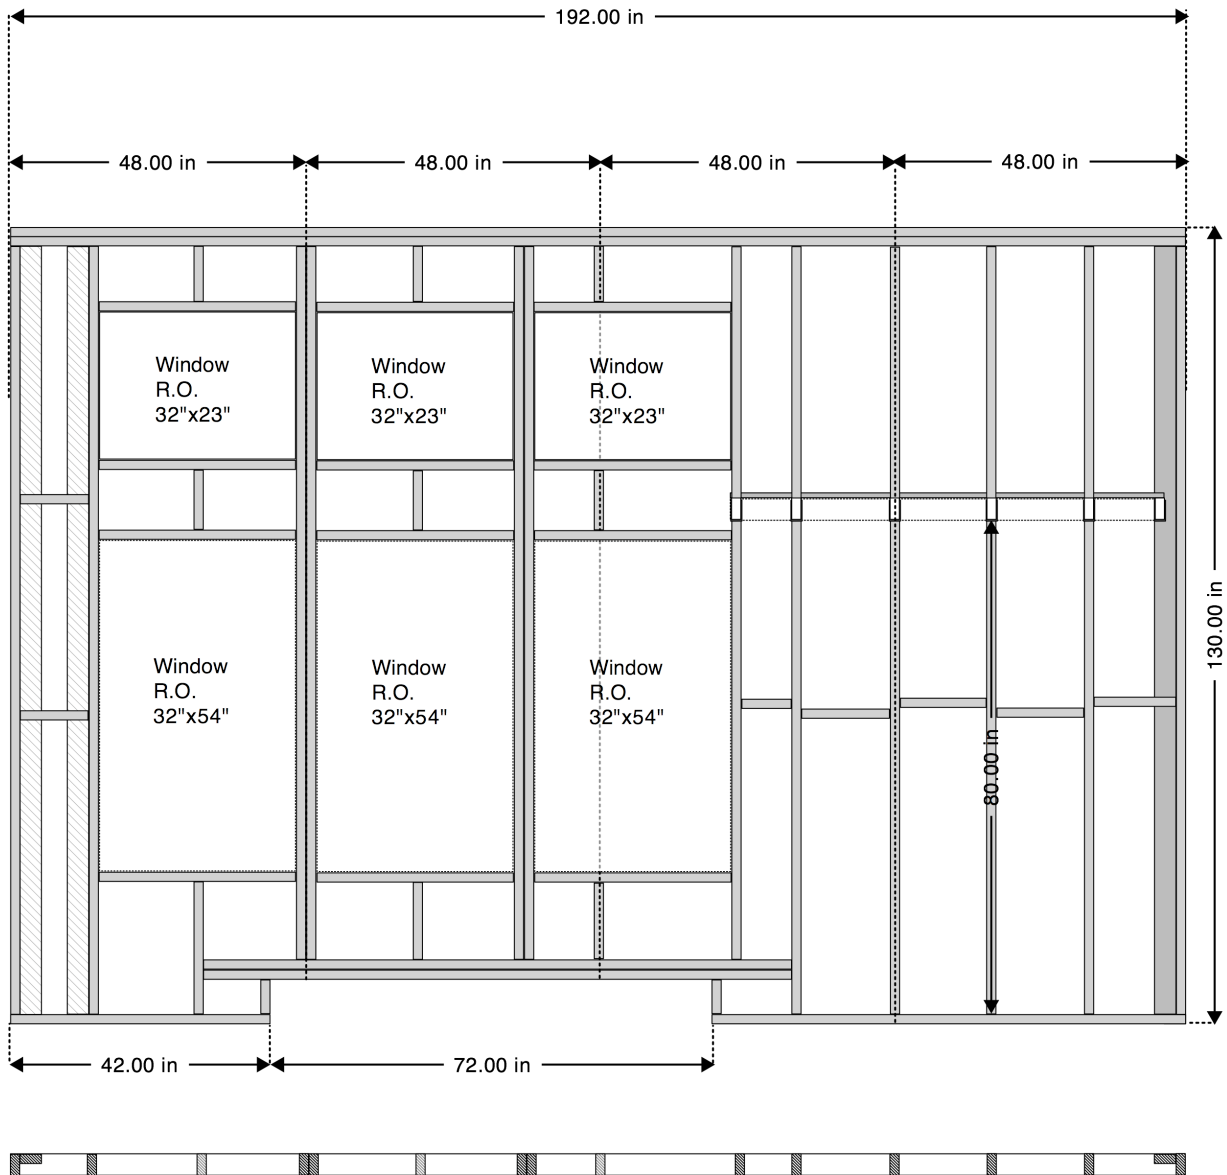 192.00 in
48.00 in
48.00 in
48.00 in
48.00 in
Window
R.O.
32"x23"
Window
R.O.
32"x23"
Window
R.O.
32"x23"
130.00 in
Window
R.O.
32"x54"
Window
R.O.
32"x54"
Window
R.O.
32"x54"
80.00 in
42.00 in
72.00 in